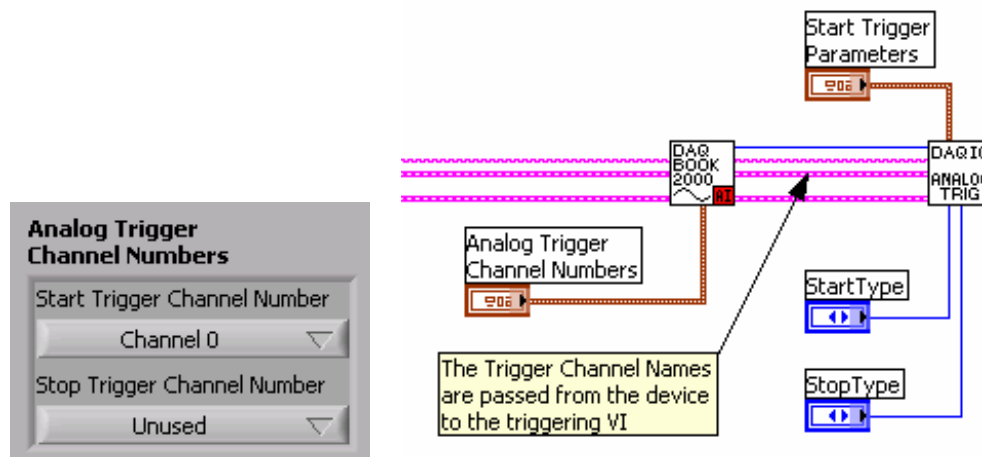 Analog Trigger
Channel Numbers
Start Trigger Channel Number
Channel 0
Stop Trigger Channel Number
Unused
Start Trigger
Parameters
DAQ
BOOK
2000
AI
DAQIO
ANALOG
TRIG
Analog Trigger
Channel Numbers
StartType
The Trigger Channel Names
are passed from the device
to the triggering VI
StopType